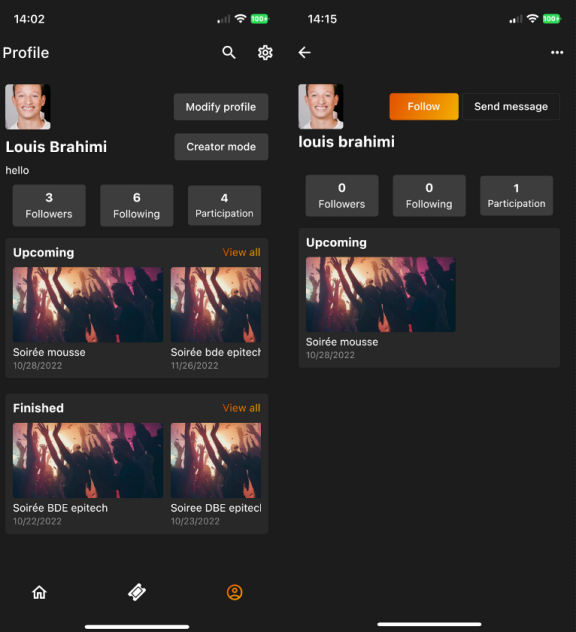 14:02
100+
Profile
Modify profile
Louis Brahimi
Creator mode
hello
3
Followers
6
Following
4
Participation
Upcoming
View all
Soirée mousse
10/28/2022
Soirée bde epitech
11/26/2022
Finished
View all
Soirée BDE epitech
10/22/2022
Soiree DBE epitecl
10/23/2022
14:15
100+
Follow
Send message
louis brahimi
0
Followers
0
Following
1
Participation
Upcoming
Soirée mousse
10/28/2022